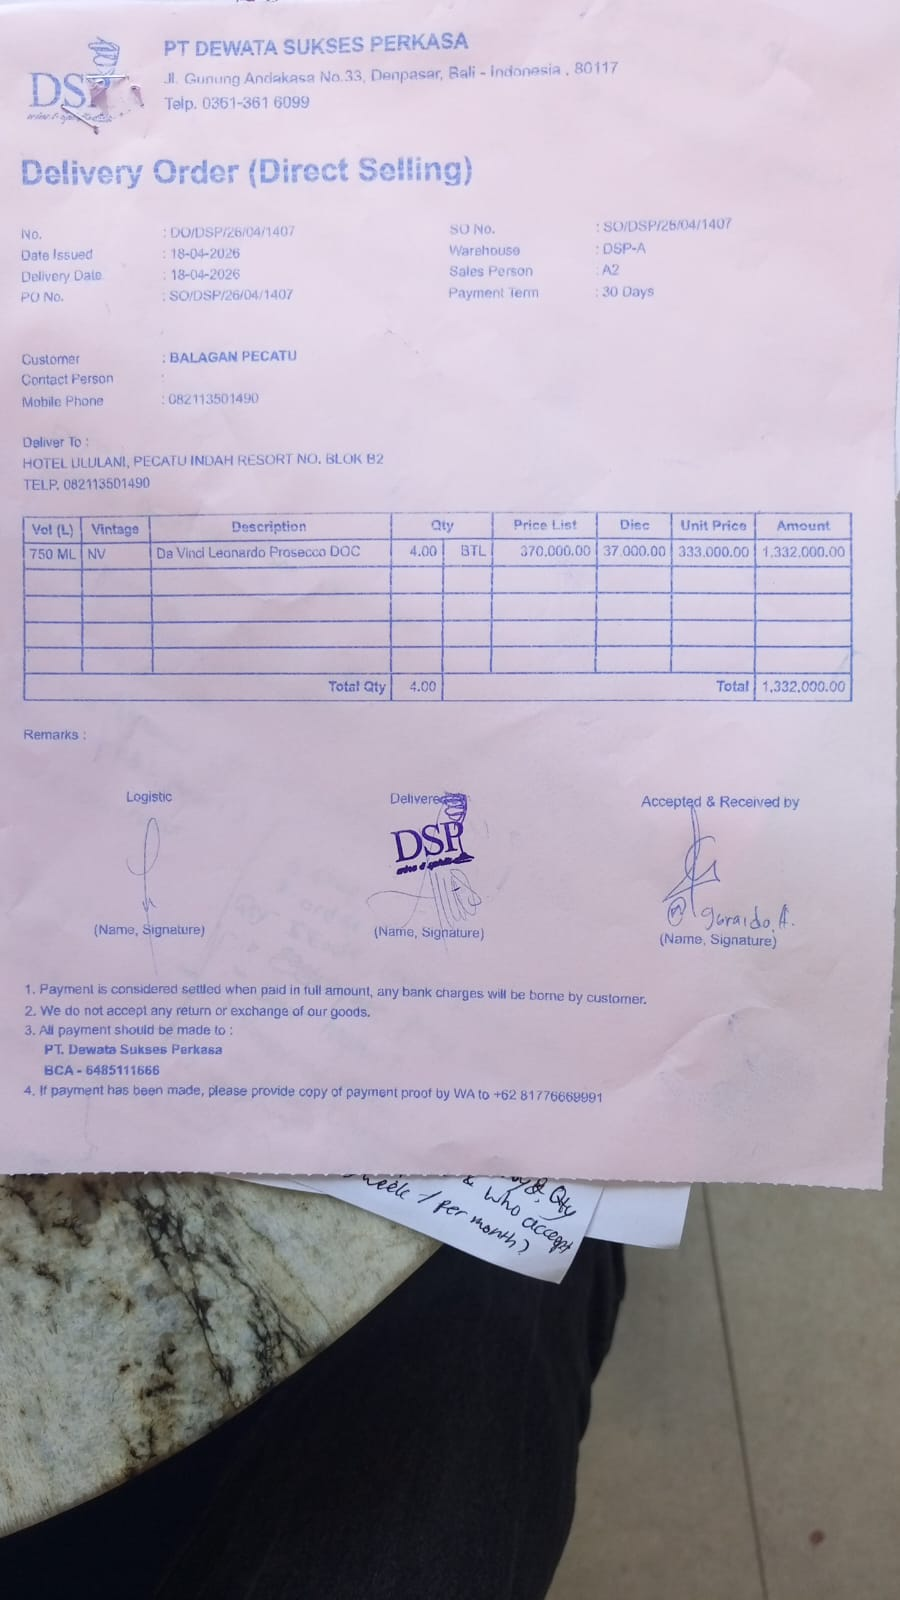 PT DEWATA SUKSES PERKASA
Jl. Gunung Andakasa No.33, Denpasar, Bali - Indonesia . 80117
Telp. 0361-361 6099
DSP
Delivery Order (Direct Selling)
No. : DO/DSP/26/04/1407
Date Issued : 18-04-2026
Delivery Date : 18-04-2026
PO No. : SO/DSP/26/04/1407
SO No. : SO/DSP/26/04/1407
Warehouse : DSP-A
Sales Person : A2
Payment Term : 30 Days
Customer : BALAGAN PECATU
Contact Person :
Mobile Phone : 082113501490
Deliver To :
HOTEL ULULANI, PECATU INDAH RESORT NO. BLOK B2
TELP. 082113501490
Vol (L) Vintage Description Qty Price List Disc Unit Price Amount
750 ML NV Da Vinci Leonardo Prosecco DOC 4.00 BTL 370.000.00 37.000.00 333.000.00 1.332.000.00
Total Qty 4.00 Total 1.332.000.00
Remarks :
Logistic
(Name, Signature)
Delivered
DSP
wine & spirits
(Name, Signature)
Accepted & Received by
geraldo. A.
(Name, Signature)
1. Payment is considered settled when paid in full amount, any bank charges will be borne by customer.
2. We do not accept any return or exchange of our goods.
3. All payment should be made to :
PT. Dewata Sukses Perkasa
BCA - 6485111666
4. If payment has been made, please provide copy of payment proof by WA to +62 81776669991
& Qty
& Who accept
week / per month?